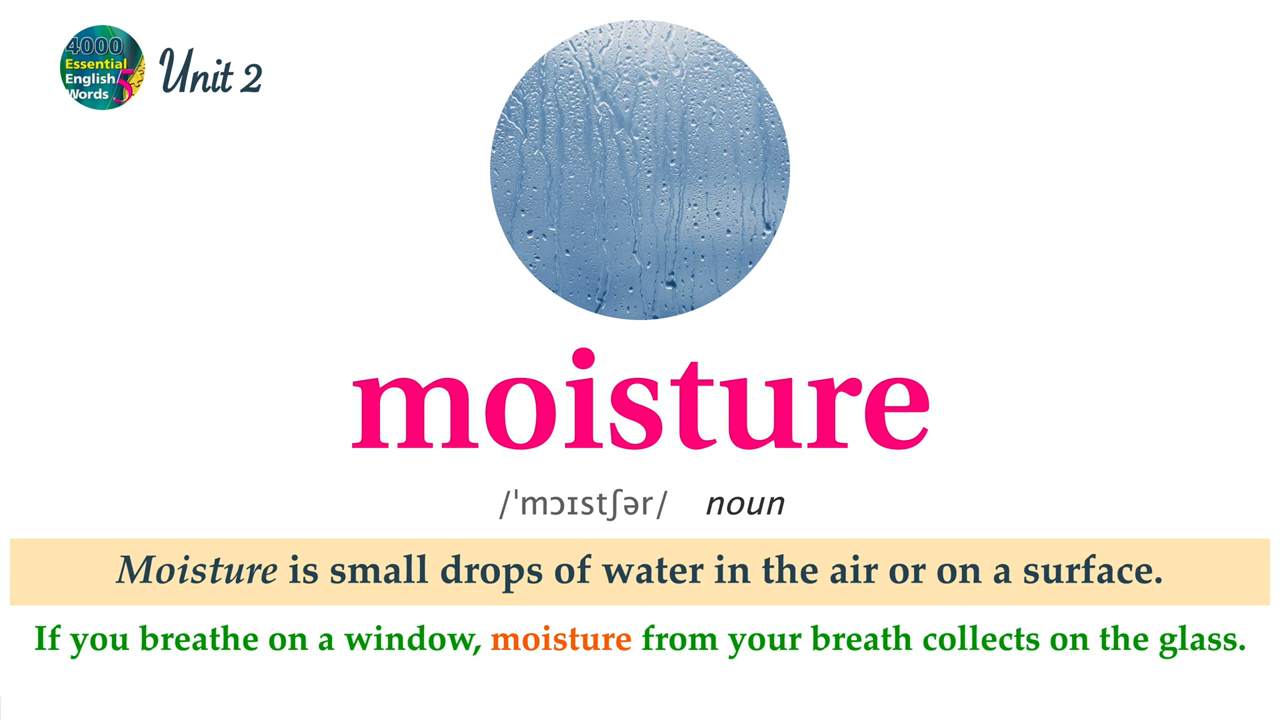 4000
Essential
English
Words 5
Unit 2
moisture
/ˈmɔɪstʃər/ noun
Moisture is small drops of water in the air or on a surface.
If you breathe on a window, moisture from your breath collects on the glass.